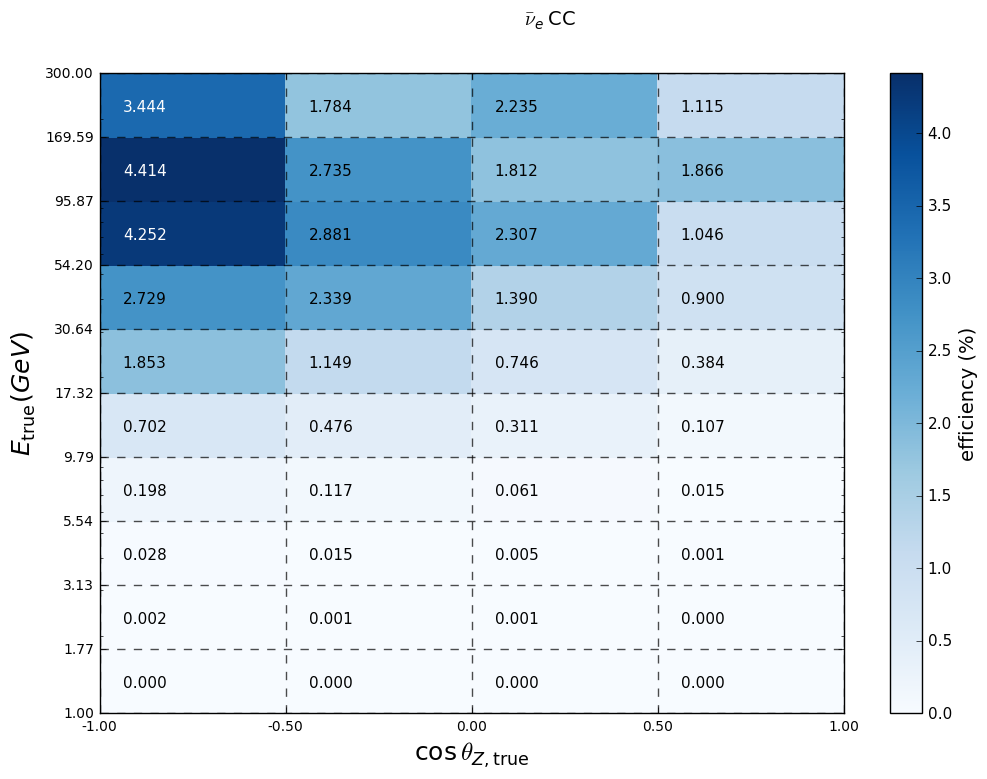 ν̄ₑ CC
300.00
3.444 1.784 2.235 1.115
169.59
4.414 2.735 1.812 1.866
95.87
4.252 2.881 2.307 1.046
54.20
2.729 2.339 1.390 0.900
30.64
1.853 1.149 0.746 0.384
17.32
0.702 0.476 0.311 0.107
9.79
0.198 0.117 0.061 0.015
5.54
0.028 0.015 0.005 0.001
3.13
0.002 0.001 0.001 0.000
1.77
0.000 0.000 0.000 0.000
1.00
-1.00 -0.50 0.00 0.50 1.00
cos θ_Z, true
E_true (GeV)
4.0
3.5
3.0
2.5
2.0
1.5
1.0
0.5
0.0
efficiency (%)